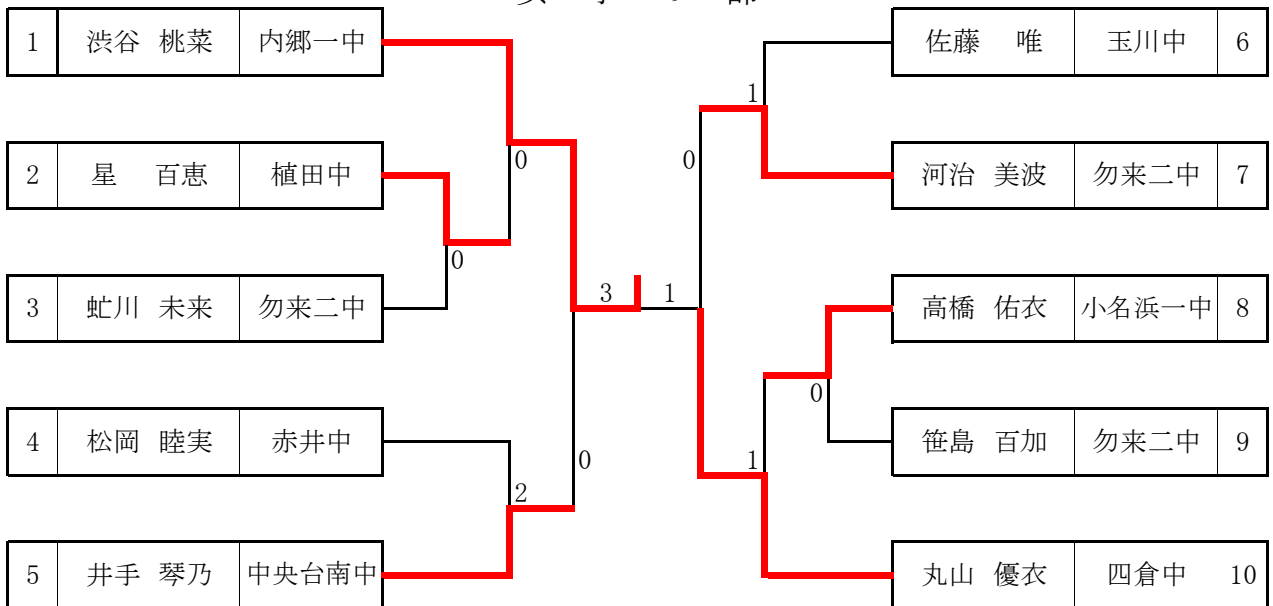 1 渋谷 桃菜 内郷一中
佐藤 唯 玉川中 6
1
2 星 百恵 植田中
0
0
河治 美波 勿来二中 7
0
3 虻川 未来 勿来二中
3 1
高橋 佑衣 小名浜一中 8
0
4 松岡 睦実 赤井中
笹島 百加 勿来二中 9
0
1
2
5 井手 琴乃 中央台南中
丸山 優衣 四倉中 10